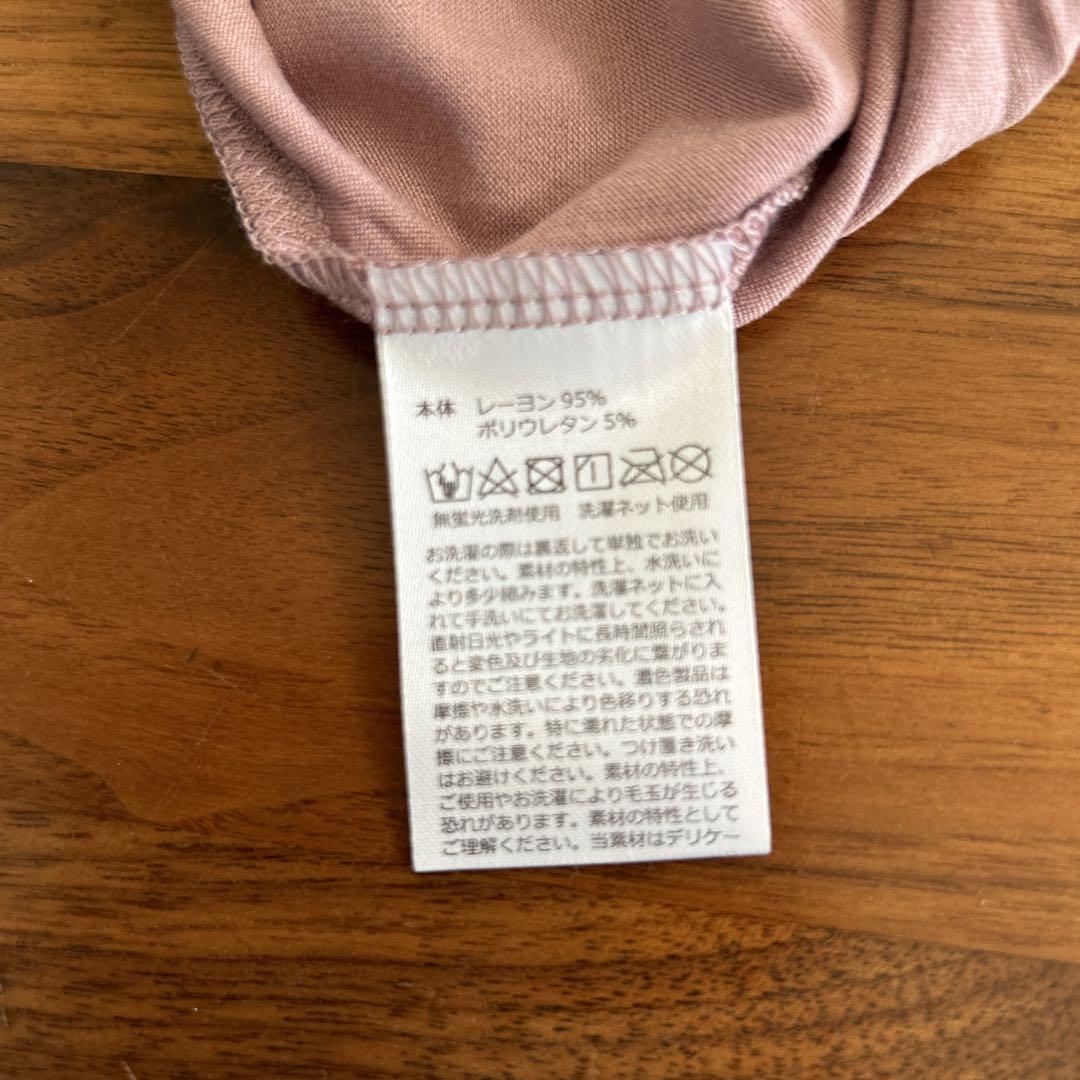 本体 レーヨン 95%
ポリウレタン 5%
無蛍光洗剤使用 洗濯ネット使用
お洗濯の際は裏返して単独でお洗い
ください。素材の特性上、水洗いに
より多少縮みます。洗濯ネットに入
れて手洗いにてお洗濯してください。
直射日光やライトに長時間照らされ
ると変色及び生地の劣化に繋がりま
すのでご注意ください。濃色製品は
摩擦や水洗いにより色移りする恐れ
があります。特に濡れた状態での摩
擦にご注意ください。つけ置き洗い
はお避けください。素材の特性上、
ご使用やお洗濯により毛玉が生じる
恐れがあります。素材の特性として
ご理解ください。当素材はデリケー